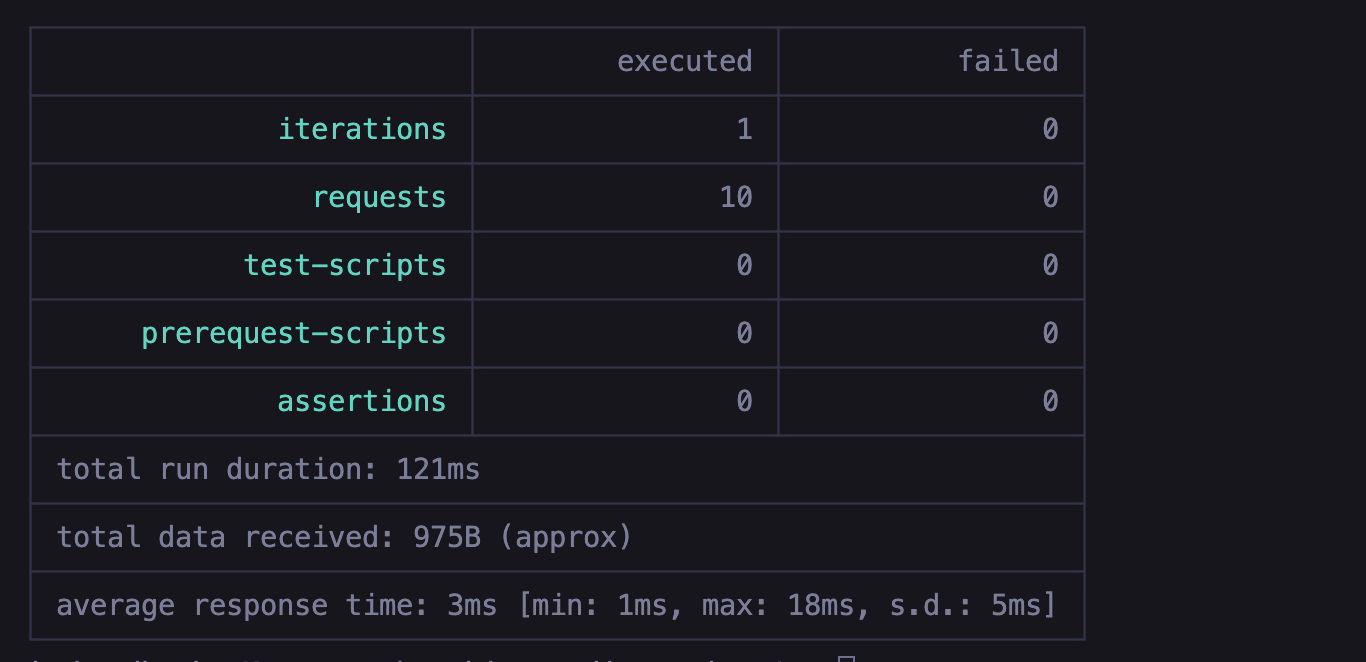 executed failed
iterations 1 0
requests 10 0
test-scripts 0 0
prerequest-scripts 0 0
assertions 0 0
total run duration: 121ms
total data received: 975B (approx)
average response time: 3ms [min: 1ms, max: 18ms, s.d.: 5ms]